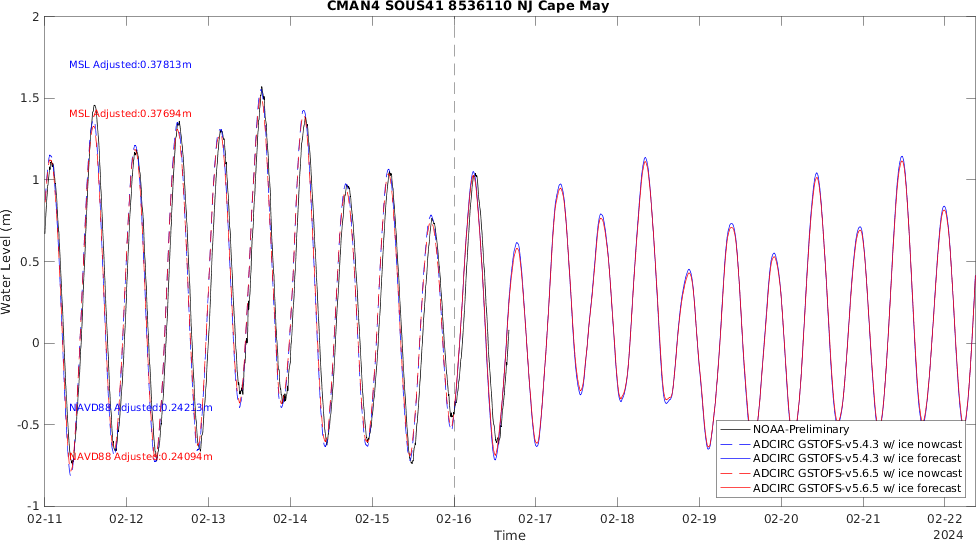 CMAN4 SOUS41 8536110 NJ Cape May
2
1.5
1
0.5
0
-0.5
-1
Water Level (m)
MSL Adjusted:0.37813m
MSL Adjusted:0.37694m
NAVD88 Adjusted:0.24213m
NAVD88 Adjusted:0.24094m
NOAA-Preliminary
ADCIRC GSTOFS-v5.4.3 w/ ice nowcast
ADCIRC GSTOFS-v5.4.3 w/ ice forecast
ADCIRC GSTOFS-v5.6.5 w/ ice nowcast
ADCIRC GSTOFS-v5.6.5 w/ ice forecast
02-11 02-12 02-13 02-14 02-15 02-16 02-17 02-18 02-19 02-20 02-21 02-22
2024
Time